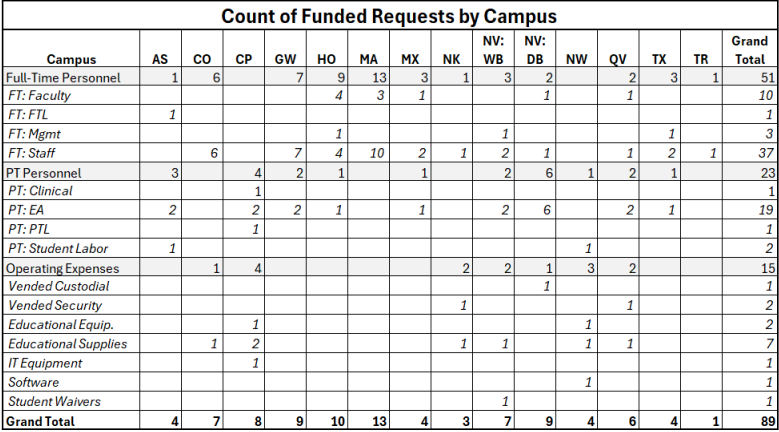 Count of Funded Requests by Campus
Campus AS CO CP GW HO MA MX NK NV: WB NV: DB NW QV TX TR Grand Total
Full-Time Personnel 1 6 7 9 13 3 1 3 2 2 3 1 51
FT: Faculty 4 3 1 1 1 10
FT: FTL 1 1
FT: Mgmt 1 1 1 3
FT: Staff 6 7 4 10 2 1 2 1 1 2 1 37
PT Personnel 3 4 2 1 1 2 6 1 2 1 23
PT: Clinical 1 1
PT: EA 2 2 2 1 1 2 6 2 1 19
PT: PTL 1 1
PT: Student Labor 1 1 2
Operating Expenses 1 4 2 2 1 3 2 15
Vended Custodial 1 1
Vended Security 1 1 2
Educational Equip. 1 1 2
Educational Supplies 1 2 1 1 1 1 7
IT Equipment 1 1
Software 1 1
Student Waivers 1 1
Grand Total 4 7 8 9 10 13 4 3 7 9 4 6 4 1 89